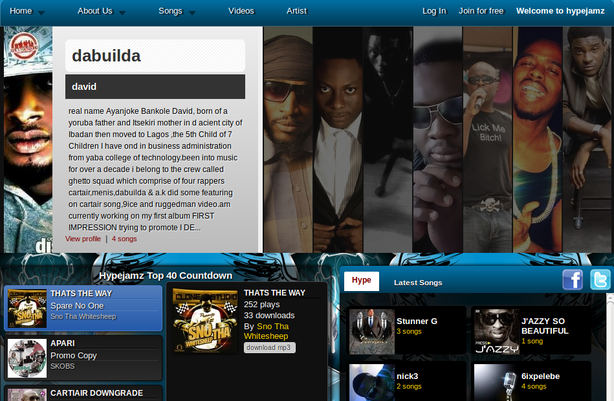 Home
About Us
Songs
Videos
Artist
Log In
Join for free
Welcome to hypejamz
dabuilda
david
real name Ayanjoke Bankole David, born of a
yoruba father and Itsekiri mother in d acient city of
Ibadan then moved to Lagos ,the 5th Child of 7
Children I have ond in business administration
from yaba college of technology.been into music
for over a decade i belong to the crew called
ghetto squad which comprise of four rappers
cartair,menis,dabuilda & a.k did some featuring
on cartair song,9ice and ruggedman video.am
currently working on my first album FIRST
IMPRESSION trying to promote I DE...
View profile | 4 songs
Lick Me
Bitch!
Hypejamz Top 40 Countdown
THATS THE WAY
Spare No One
Sno Tha Whitesheep
APARI
Promo Copy
SKOBS
CARTIAIR DOWNGRADE
SNO THA
WHITESHEEP
THATS THE WAY
252 plays
33 downloads
By Sno Tha
Whitesheep
download mp3
Hype
Latest Songs
Stunner G
3 songs
J'AZZY SO
BEAUTIFUL
1 song
J'AZZY
nick3
2 songs
6ixpelebe
4 songs